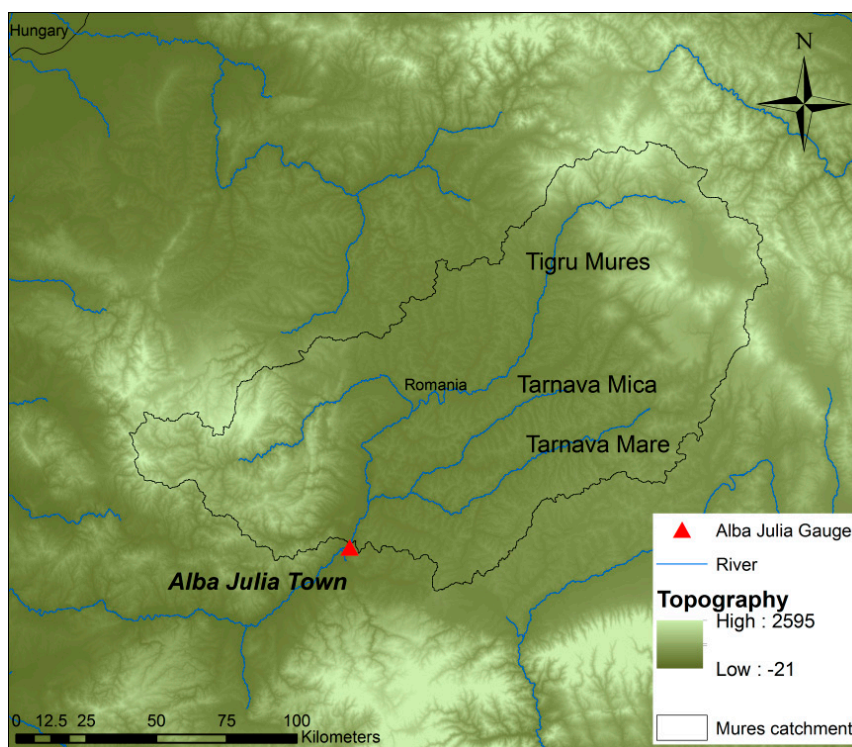 Hungary
N
Tigru Mures
Romania
Tarnava Mica
Tarnava Mare
Alba Julia Town
Alba Julia Gauge
River
Topography
High : 2595
Low : -21
Mures catchment
0 12.5 25 50 75 100
Kilometers